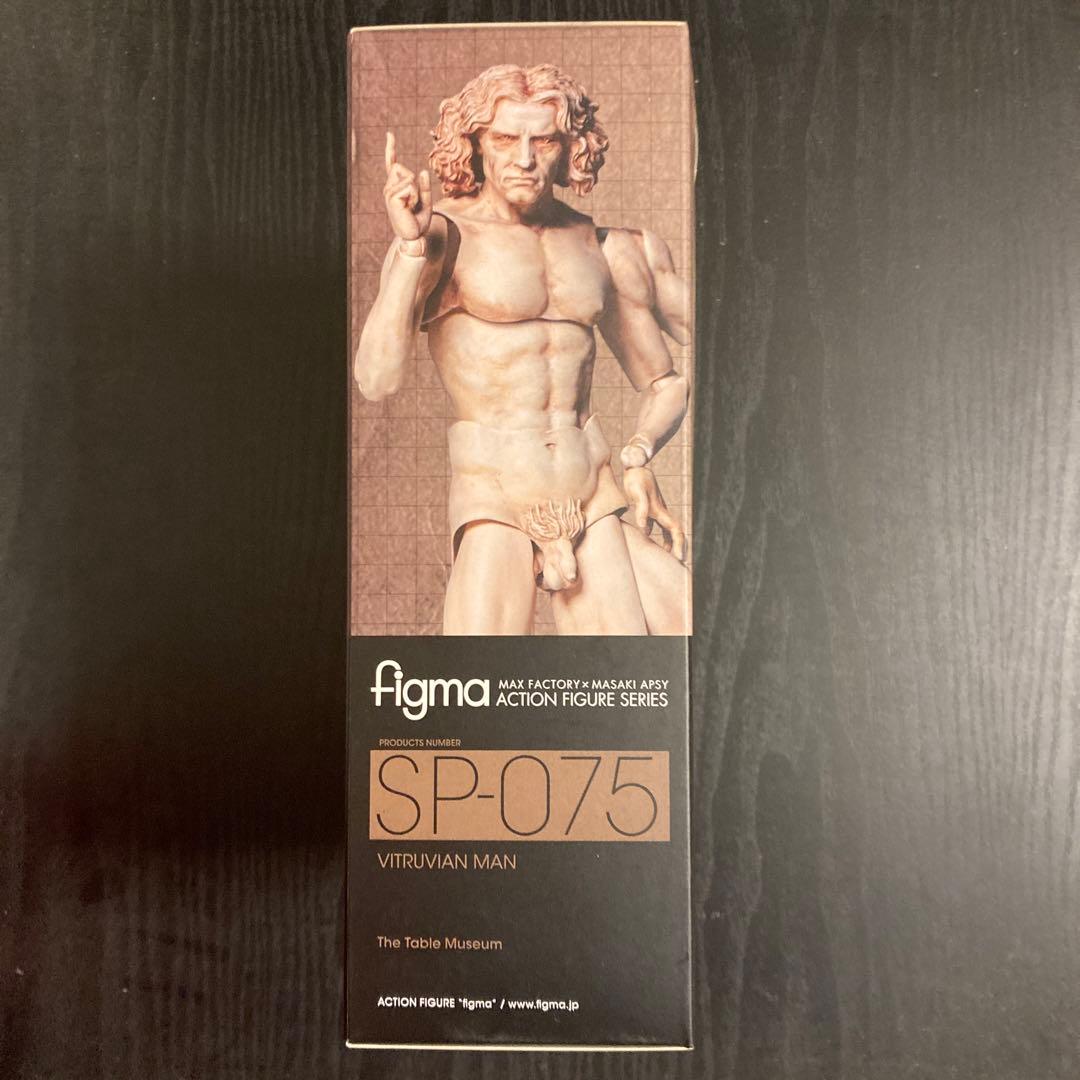 figma MAX FACTORY×MASAKI APSY
ACTION FIGURE SERIES
PRODUCTS NUMBER
SP-075
VITRUVIAN MAN
The Table Museum
ACTION FIGURE "figma" / www.figma.jp